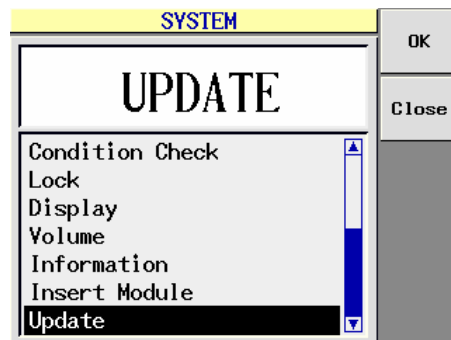 SYSTEM
OK
UPDATE
Close
Condition Check
Lock
Display
Volume
Information
Insert Module
Update